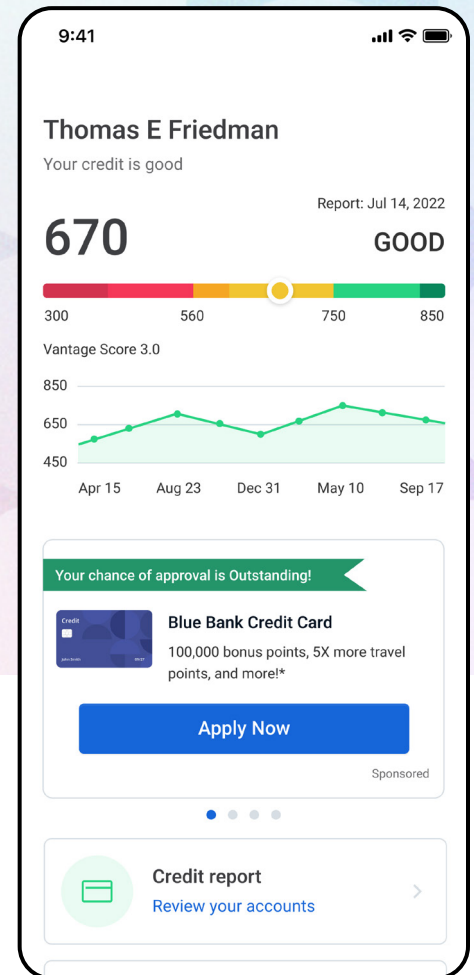 9:41
Thomas E Friedman
Your credit is good
Report: Jul 14, 2022
670
GOOD
300 560 750 850
Vantage Score 3.0
850
650
450
Apr 15 Aug 23 Dec 31 May 10 Sep 17
Your chance of approval is Outstanding!
Credit
Blue Bank Credit Card
100,000 bonus points, 5X more travel
points, and more!*
Apply Now
Sponsored
Credit report
Review your accounts